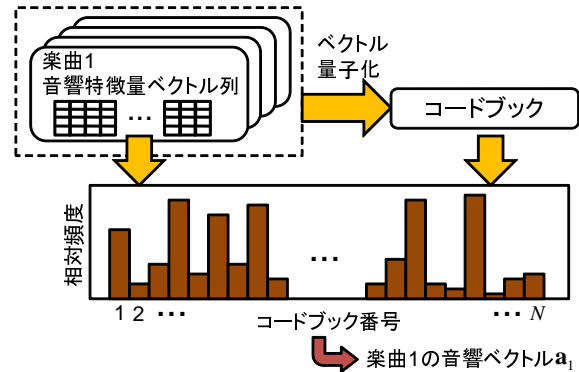 楽曲1
音響特徴量ベクトル列
...
ベクトル
量子化
コードブック
相対頻度
...
1 2 ... ... N
コードブック番号
楽曲1の音響ベクトルa₁